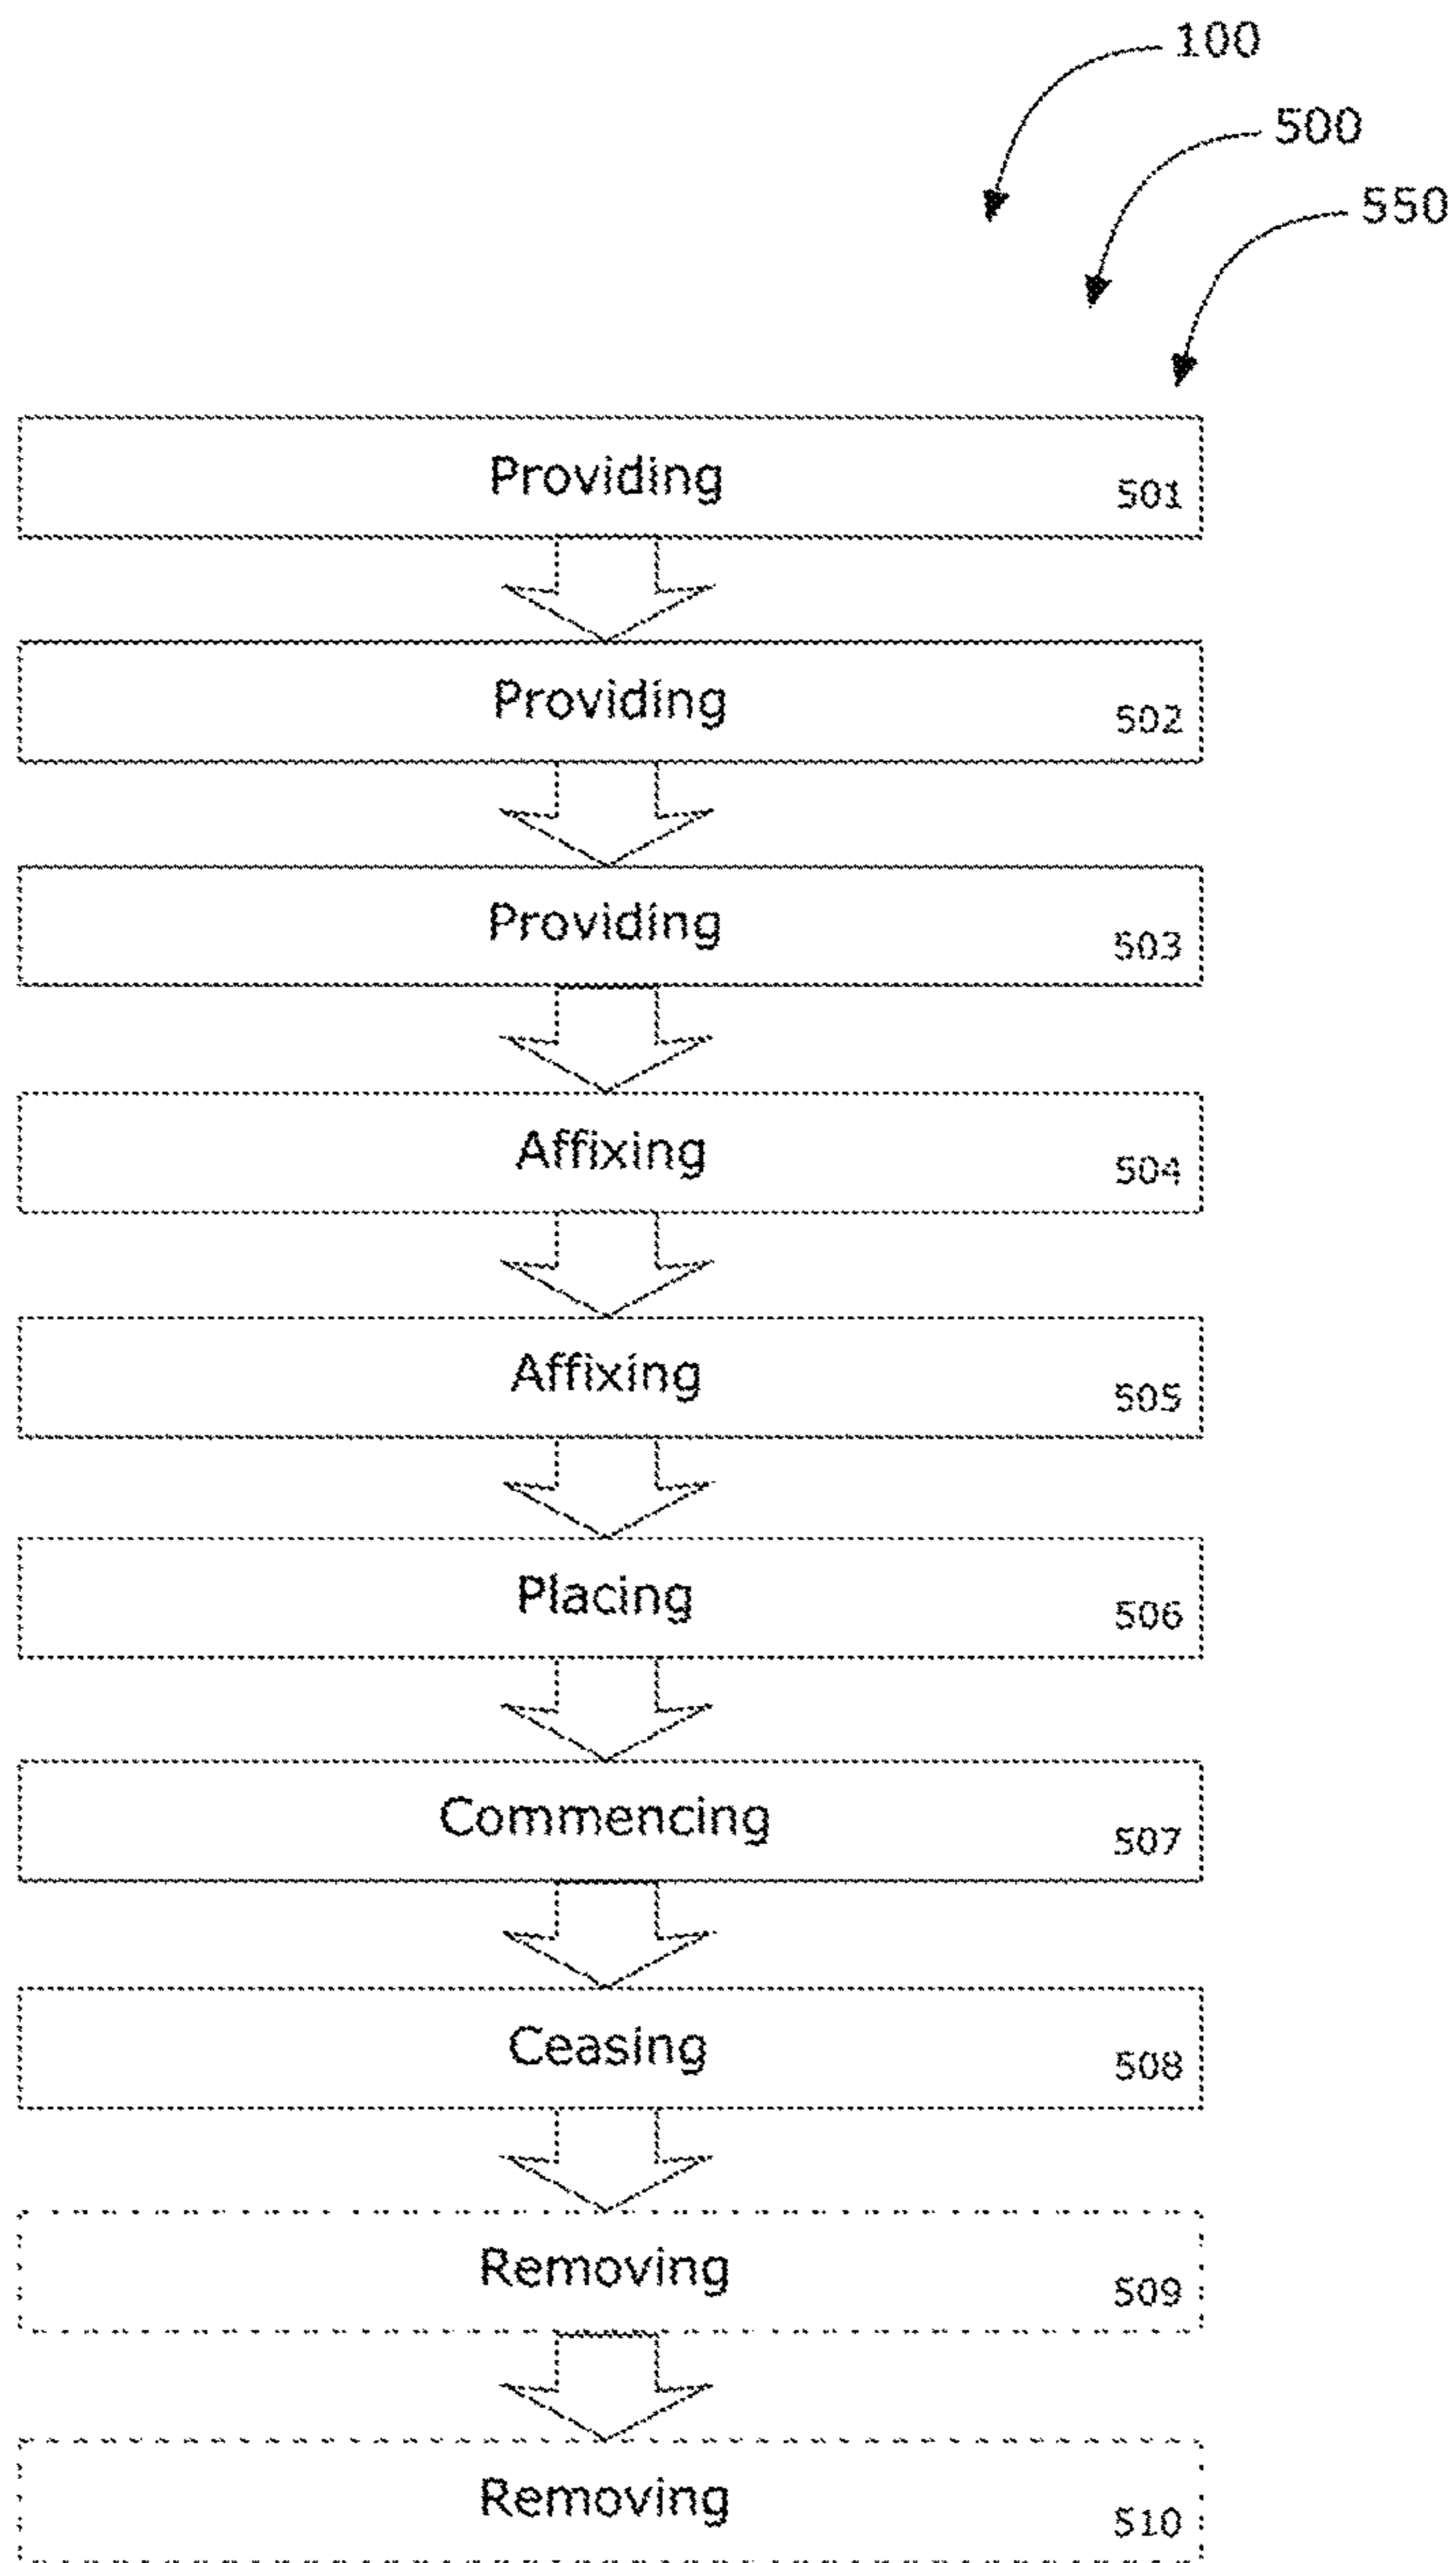 100
500
550
Providing
501
Providing
502
Providing
503
Affixing
504
Affixing
505
Placing
506
Commencing
507
Ceasing
508
Removing
509
Removing
510